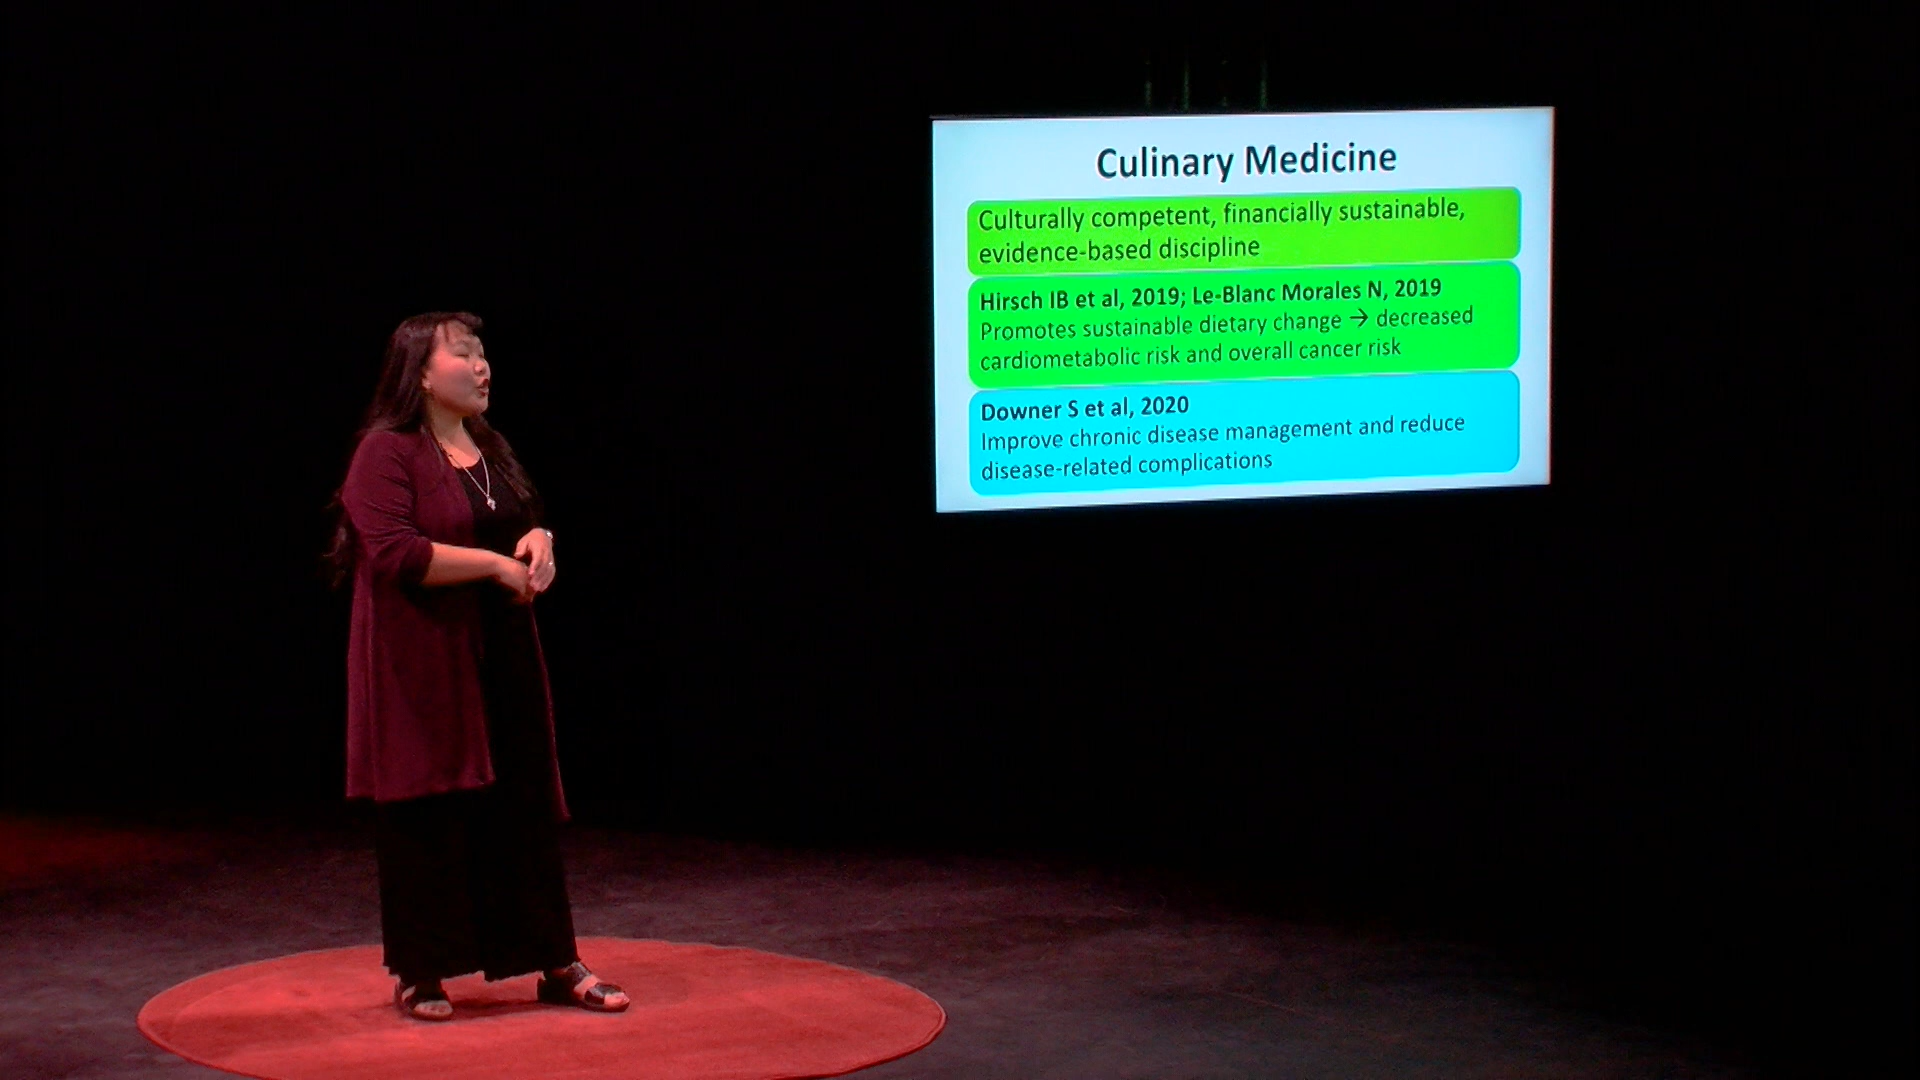 Culinary Medicine
Culturally competent, financially sustainable,
evidence-based discipline
Hirsch IB et al, 2019; Le-Blanc Morales N, 2019
Promotes sustainable dietary change → decreased
cardiometabolic risk and overall cancer risk
Downer S et al, 2020
Improve chronic disease management and reduce
disease-related complications